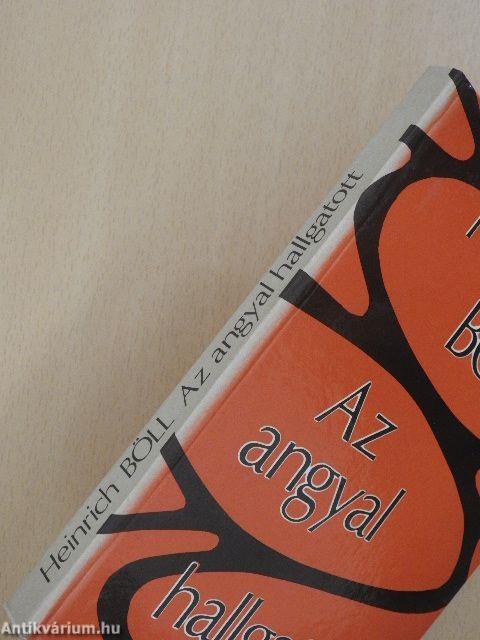 Heinrich BÖLL Az angyal hallgatott
Az
angyal
Antikvárium.hu